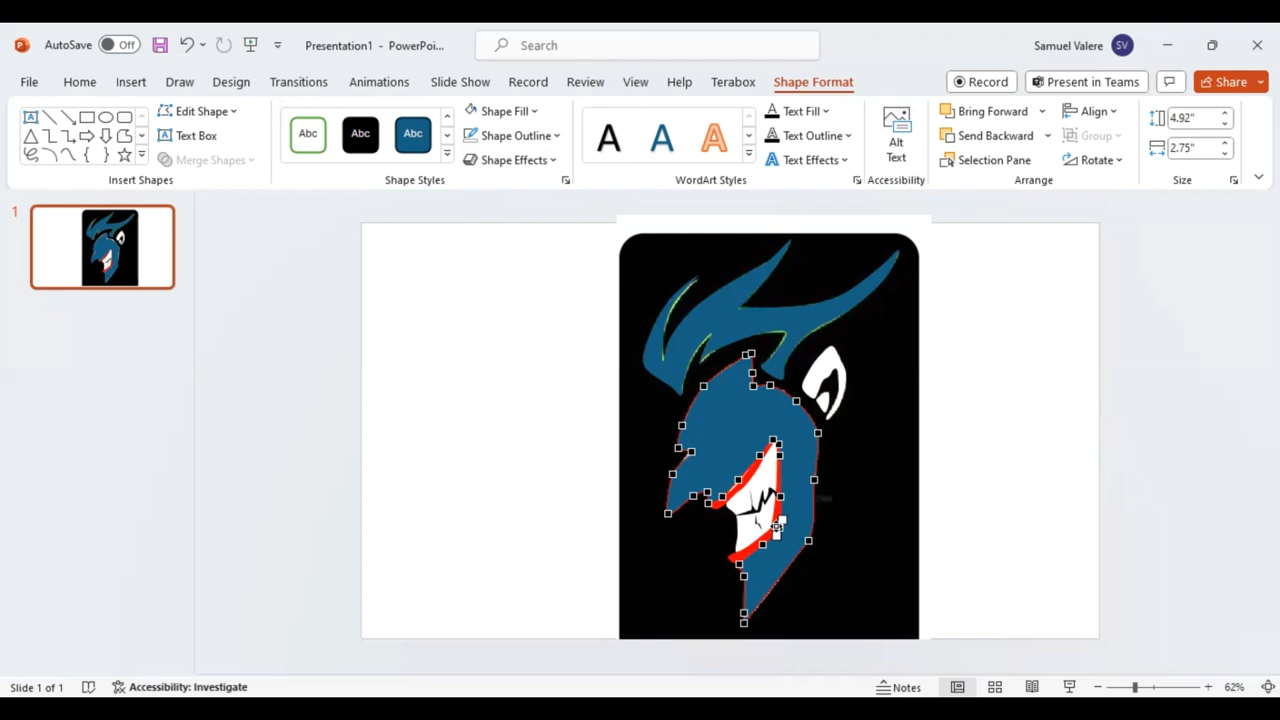 AutoSave Off Presentation1 - PowerPoi... Search Samuel Valere SV
File Home Insert Draw Design Transitions Animations Slide Show Record Review View Help Terabox Shape Format Record Present in Teams Share
Edit Shape Shape Fill Text Fill Bring Forward Align 4.92"
Text Box Abc Abc Abc Shape Outline A A A Text Outline Alt Text Send Backward Group
Merge Shapes Shape Effects Text Effects Selection Pane Rotate 2.75"
Insert Shapes Shape Styles WordArt Styles Accessibility Arrange Size
1
Slide 1 of 1 Accessibility: Investigate Notes 62%